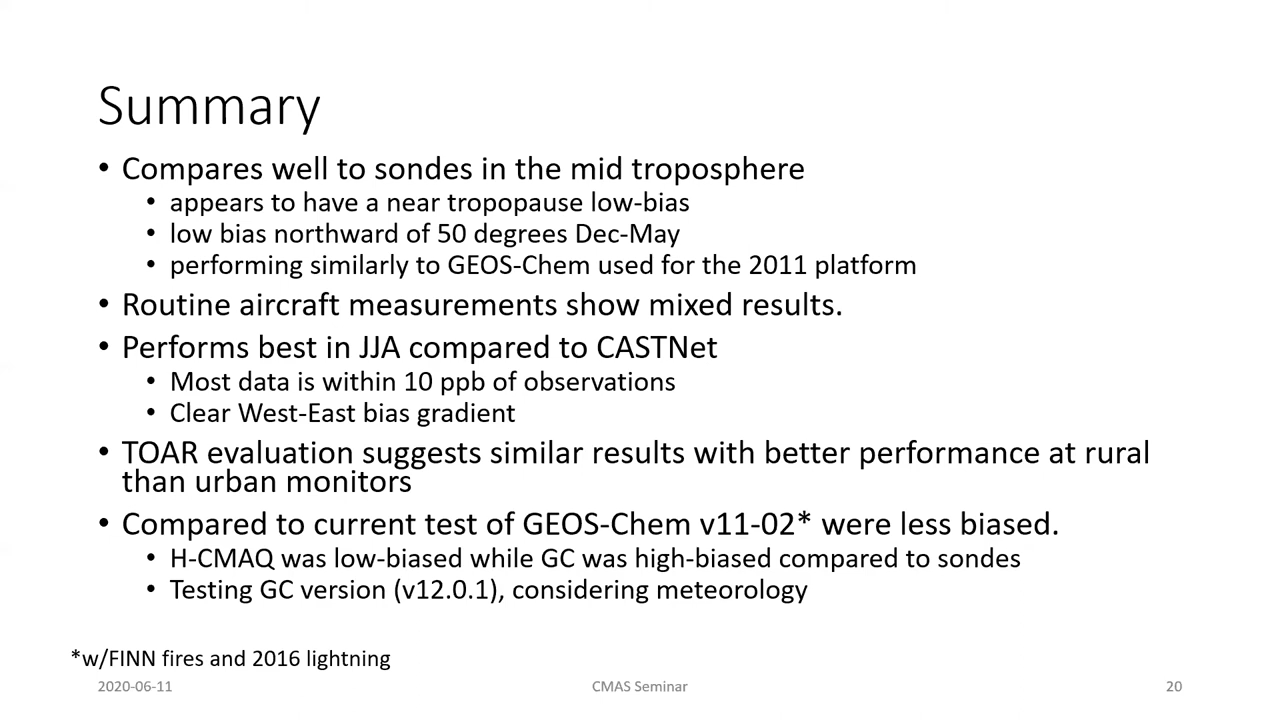 Summary
• Compares well to sondes in the mid troposphere
• appears to have a near tropopause low-bias
• low bias northward of 50 degrees Dec-May
• performing similarly to GEOS-Chem used for the 2011 platform
• Routine aircraft measurements show mixed results.
• Performs best in JJA compared to CASTNet
• Most data is within 10 ppb of observations
• Clear West-East bias gradient
• TOAR evaluation suggests similar results with better performance at rural
than urban monitors
• Compared to current test of GEOS-Chem v11-02* were less biased.
• H-CMAQ was low-biased while GC was high-biased compared to sondes
• Testing GC version (v12.0.1), considering meteorology
*w/FINN fires and 2016 lightning
2020-06-11
CMAS Seminar
20